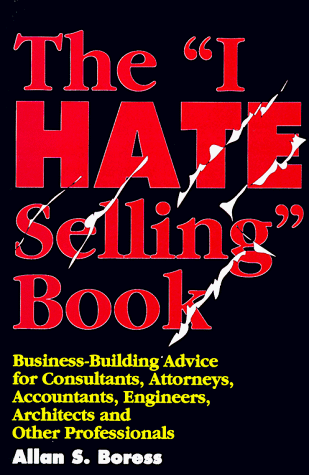 The “I
HATE
Selling”
Book
Business-Building Advice
for Consultants, Attorneys,
Accountants, Engineers,
Architects and
Other Professionals
Allan S. Boress